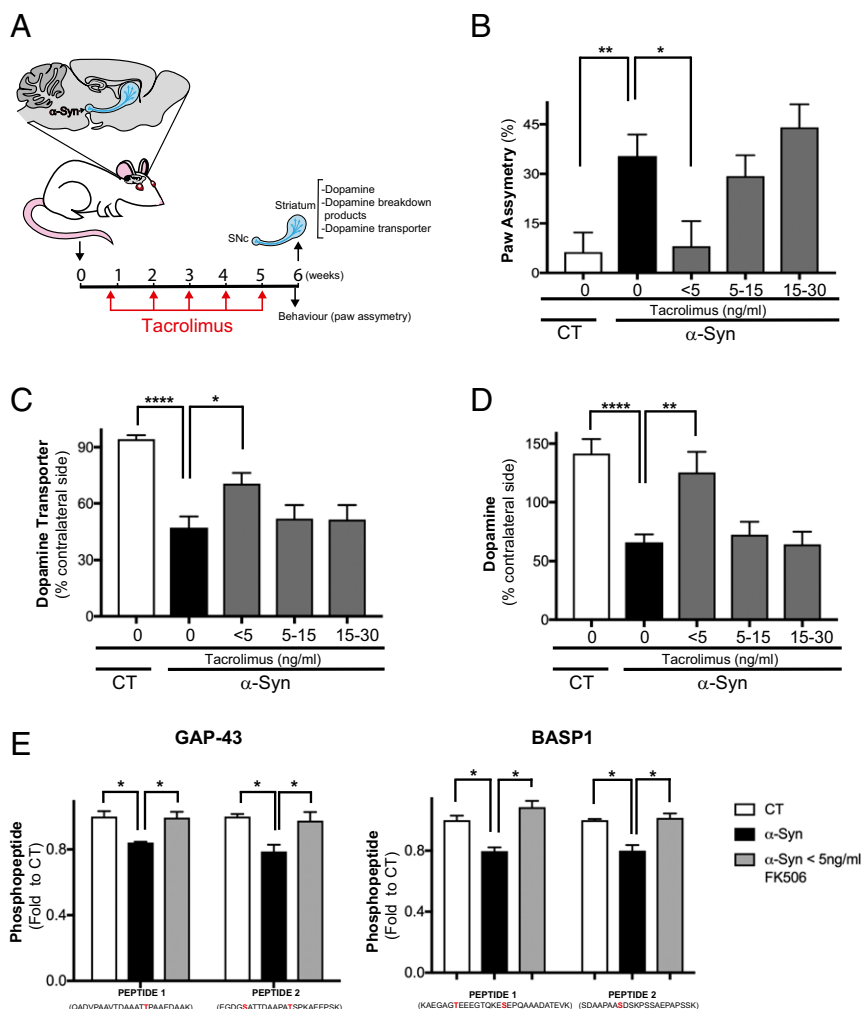 A
α-Syn
Striatum
-Dopamine
-Dopamine breakdown
products
-Dopamine transporter
SNc
0 1 2 3 4 5 6 (weeks)
Tacrolimus
Behaviour (paw assymetry)
B
** *
Paw Assymetry (%)
45
30
15
0
0 0 <5 5-15 15-30
Tacrolimus (ng/ml)
CT α-Syn
C
**** *
Dopamine Transporter
(% contralateral side)
90
60
30
0
0 0 <5 5-15 15-30
Tacrolimus (ng/ml)
CT α-Syn
D
**** **
Dopamine
(% contralateral side)
150
100
50
0
0 0 <5 5-15 15-30
Tacrolimus (ng/ml)
CT α-Syn
E
GAP-43
* * * *
Phosphopeptide
(Fold to CT)
0.8
0.4
0.0
PEPTIDE 1 PEPTIDE 2
(QADVPAAVTDAAATTPAAEDAAK) (EGDGSATTDAAPATSPKAEEPSK)
BASP1
* * * *
Phosphopeptide
(Fold to CT)
0.8
0.4
0.0
PEPTIDE 1 PEPTIDE 2
(KAEGAGTEEEGTQKESEPQAAADATEVK) (SDAAPAASDSKPSSAEPAPSSK)
CT
α-Syn
α-Syn < 5ng/ml
FK506